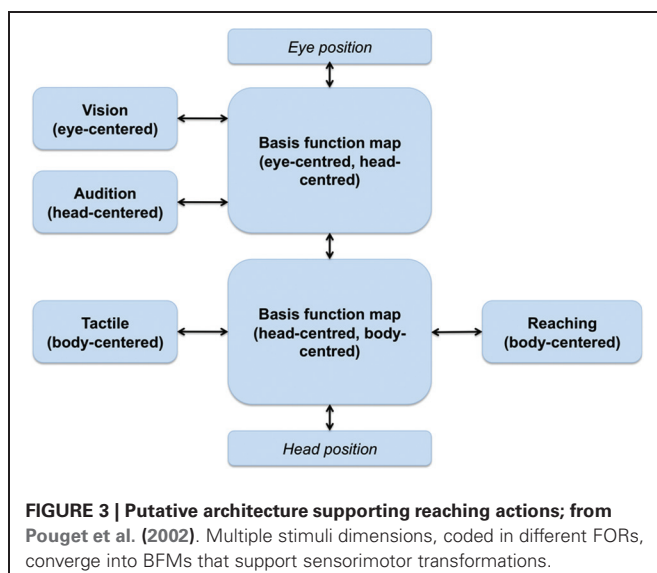 Eye position
Vision
(eye-centered)
Basis function map
(eye-centred, head-
centred)
Audition
(head-centered)
Tactile
(body-centered)
Basis function map
(head-centred, body-
centred)
Reaching
(body-centered)
Head position
FIGURE 3 | Putative architecture supporting reaching actions; from
Pouget et al. (2002). Multiple stimuli dimensions, coded in different FORs,
converge into BFMs that support sensorimotor transformations.